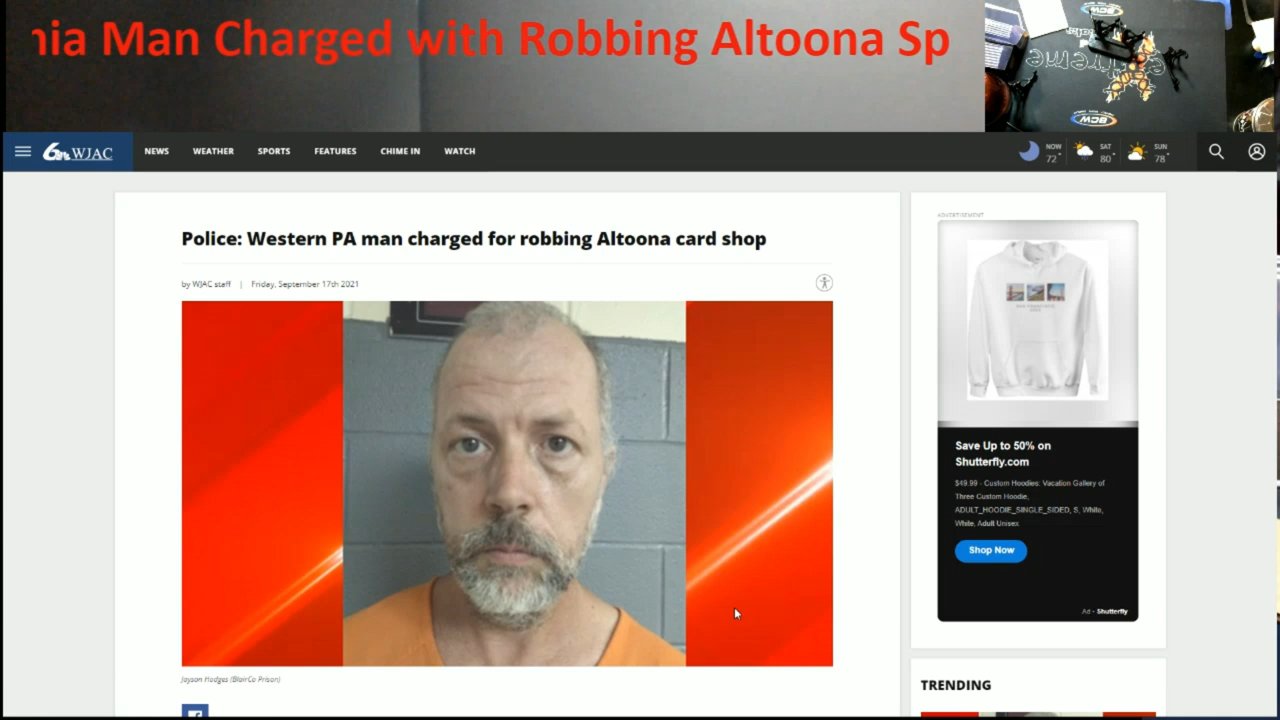 nia Man Charged with Robbing Altoona Sp
6 WJAC
NEWS WEATHER SPORTS FEATURES CHIME IN WATCH
NOW 72° SAT 80° SUN 78°
Police: Western PA man charged for robbing Altoona card shop
by WJAC staff | Friday, September 17th 2021
Jayson Hodges (BlairCo Prison)
ADVERTISEMENT
Save Up to 50% on
Shutterfly.com
$49.99 - Custom Hoodies: Vacation Gallery of
Three Custom Hoodie,
ADULT_HOODIE_SINGLE_SIDED, S, White,
White, Adult Unisex
Shop Now
Ad - Shutterfly
TRENDING
BCW